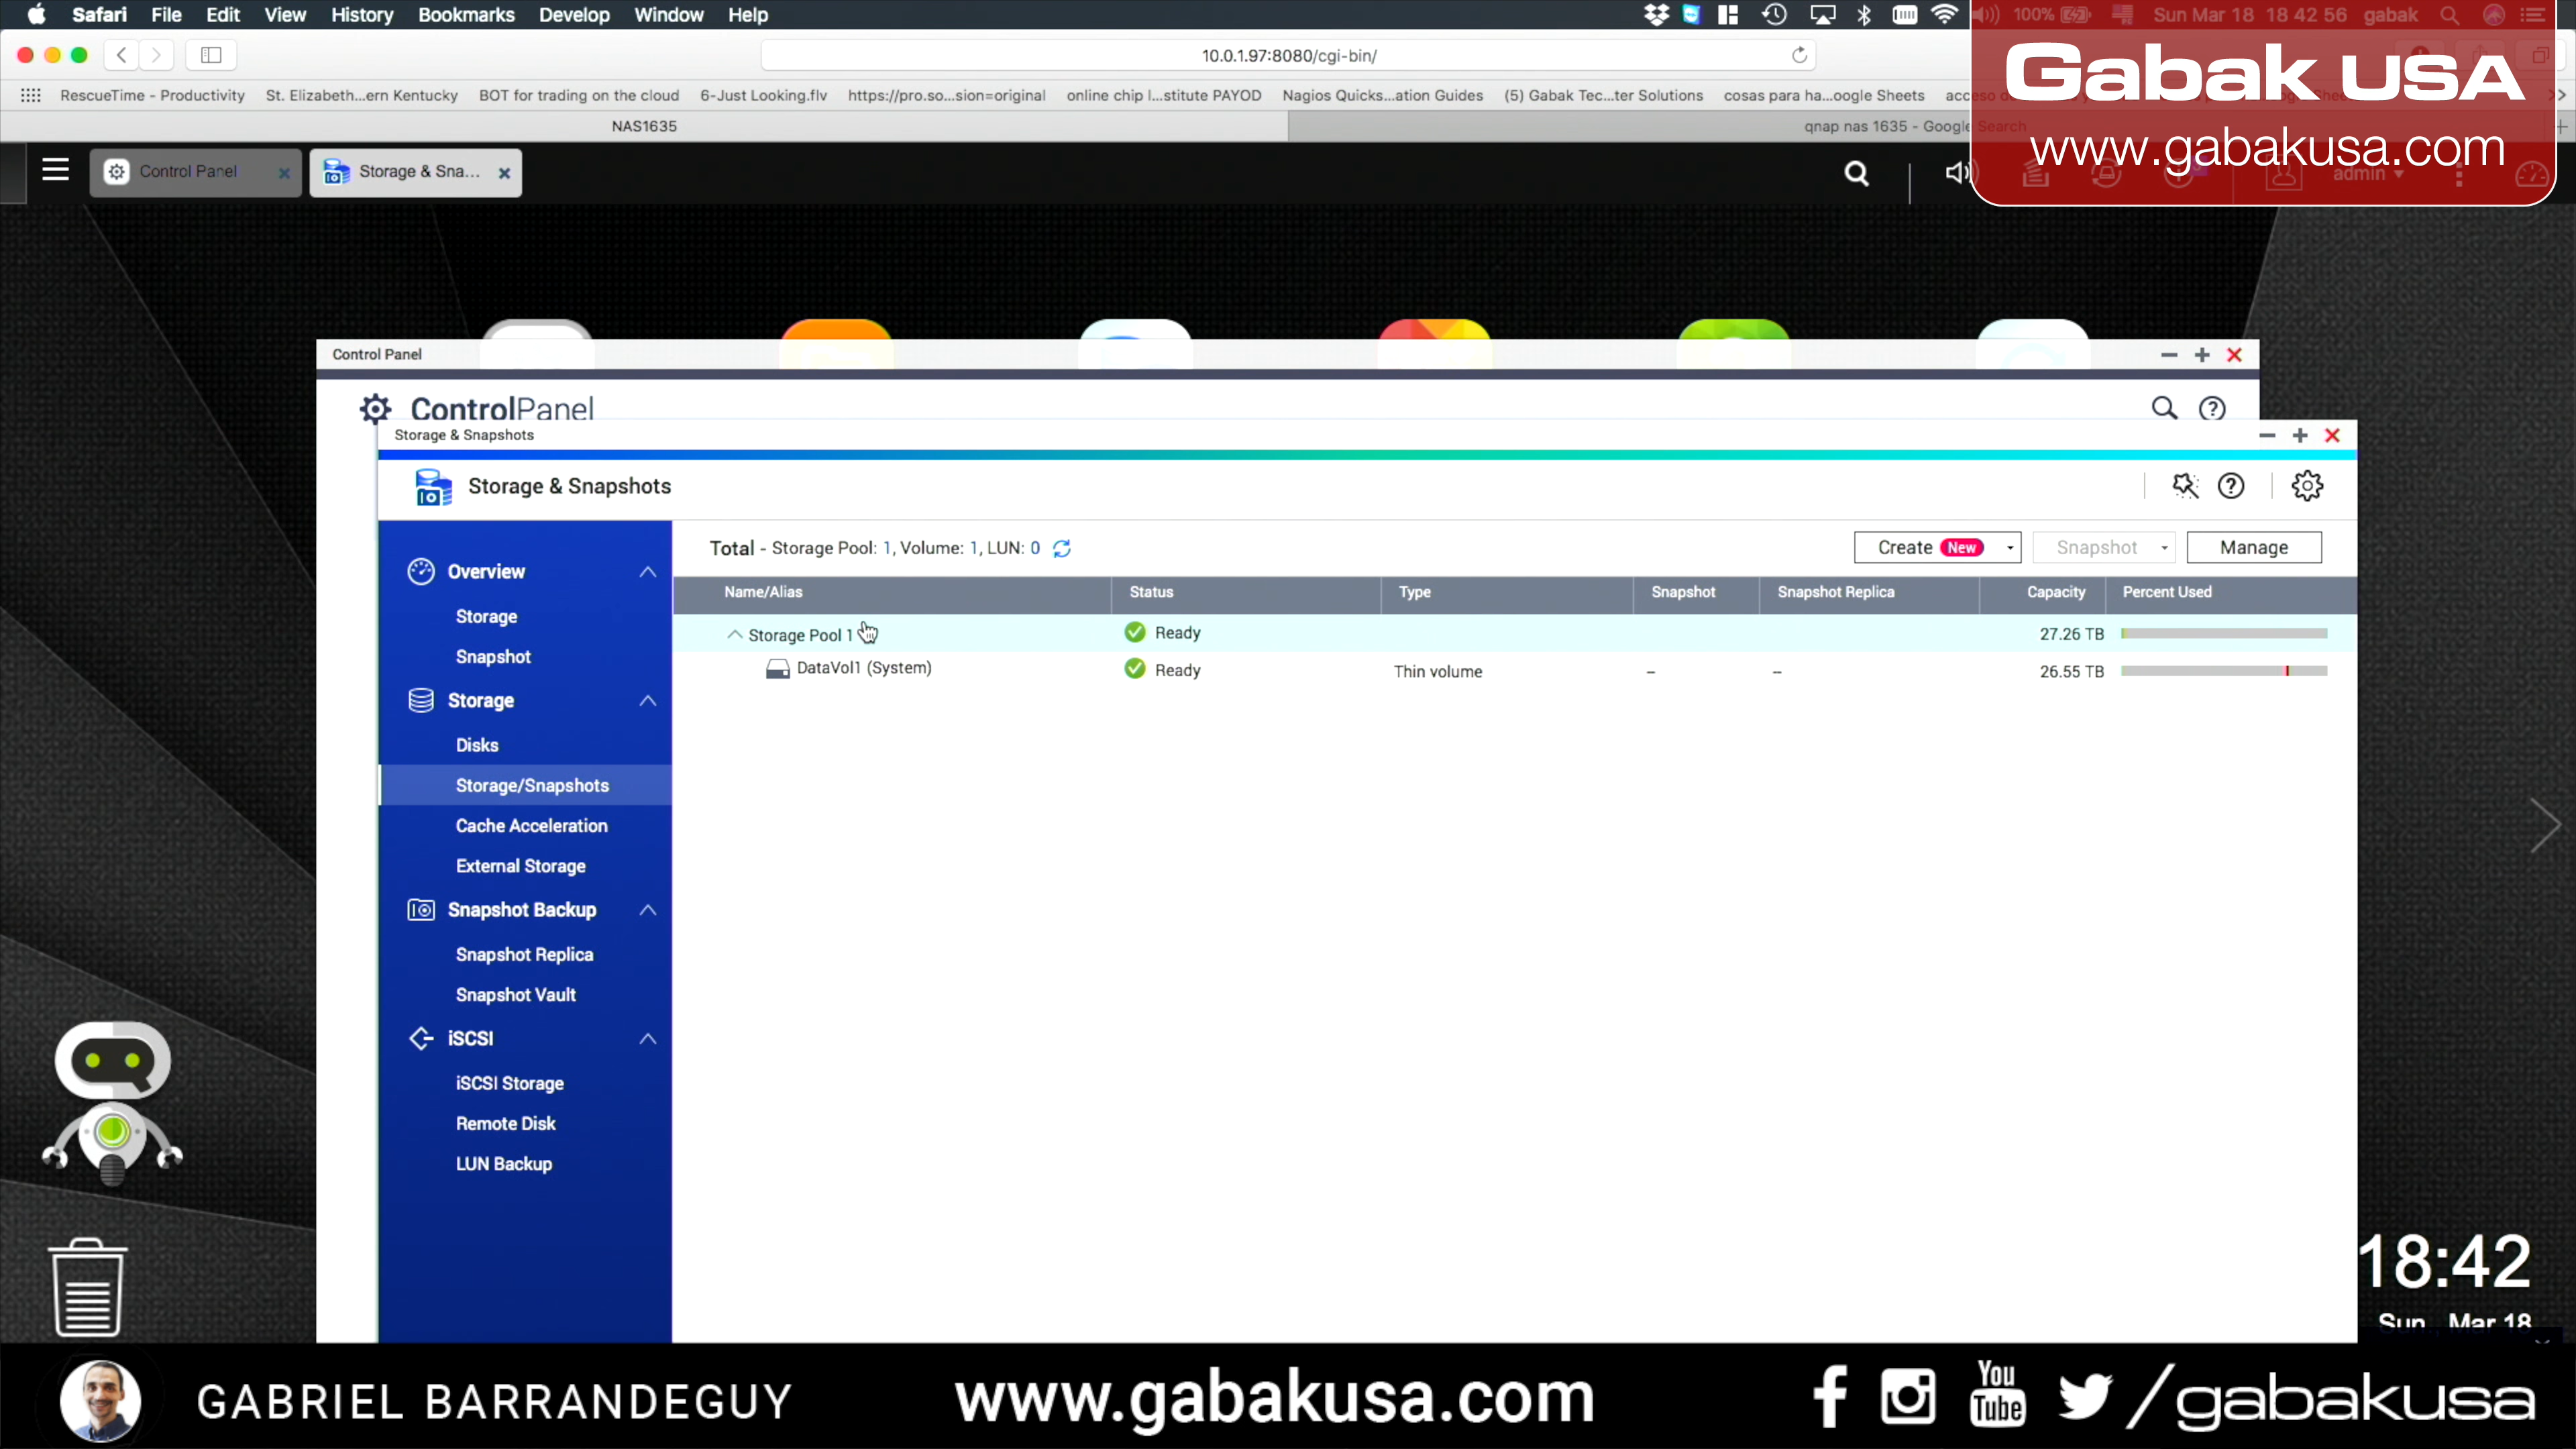 Safari File Edit View History Bookmarks Develop Window Help
100% Sun Mar 18 18 42 56 gabak
10.0.1.97:8080/cgi-bin/
Gabak USA
www.gabakusa.com
RescueTime - Productivity St. Elizabeth...ern Kentucky BOT for trading on the cloud 6-Just Looking.flv https://pro.so...sion=original online chip l...stitute PAYOD Nagios Quicks...ation Guides (5) Gabak Tec...ter Solutions cosas para ha...oogle Sheets
NAS1635
qnap nas 1635 - Google Search
Control Panel
Storage & Sna...
admin
Control Panel
ControlPanel
Storage & Snapshots
Storage & Snapshots
Overview
Storage
Snapshot
Storage
Disks
Storage/Snapshots
Cache Acceleration
External Storage
Snapshot Backup
Snapshot Replica
Snapshot Vault
iSCSI
iSCSI Storage
Remote Disk
LUN Backup
Total - Storage Pool: 1, Volume: 1, LUN: 0
Create New
Snapshot
Manage
Name/Alias Status Type Snapshot Snapshot Replica Capacity Percent Used
Storage Pool 1 Ready 27.26 TB
DataVol1 (System) Ready Thin volume -- -- 26.55 TB
18:42
Sun., Mar 18
GABRIEL BARRANDEGUY
www.gabakusa.com
You Tube
/gabakusa